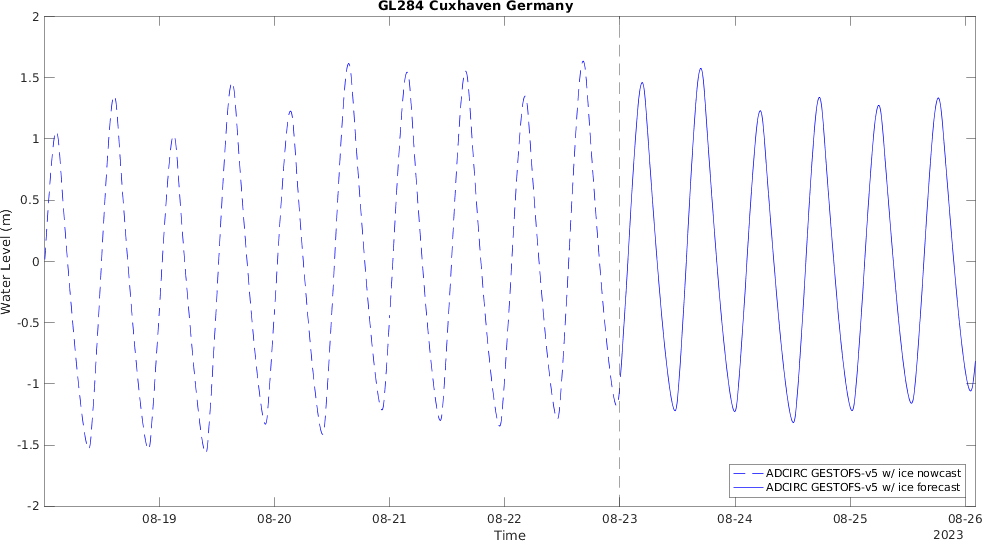 GL284 Cuxhaven Germany
2
1.5
1
0.5
0
-0.5
-1
-1.5
-2
Water Level (m)
08-19 08-20 08-21 08-22 08-23 08-24 08-25 08-26
Time
2023
ADCIRC GESTOFS-v5 w/ ice nowcast
ADCIRC GESTOFS-v5 w/ ice forecast